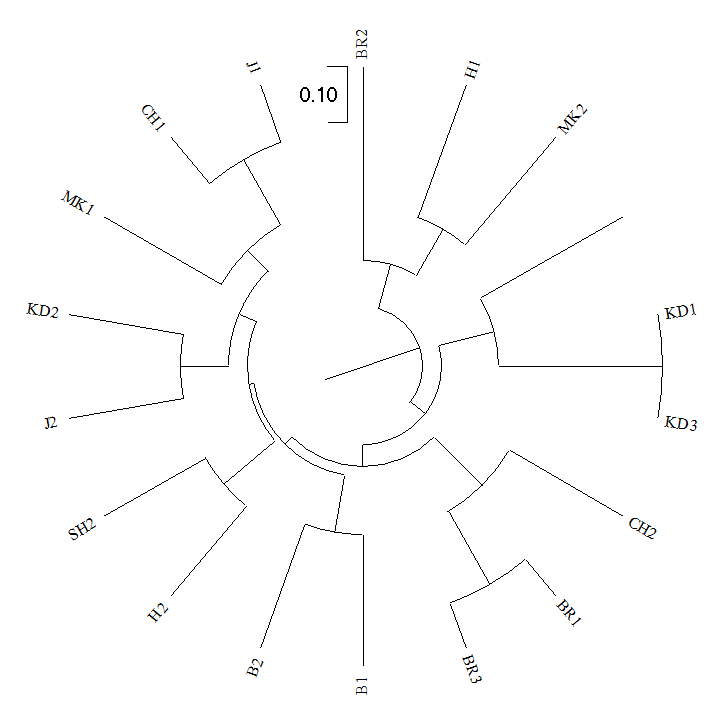 BR2
H1
J1
0.10
CH1
MK2
MK1
KD2
KD1
J2
KD3
SH2
CH2
H2
BR1
B2
BR3
B1